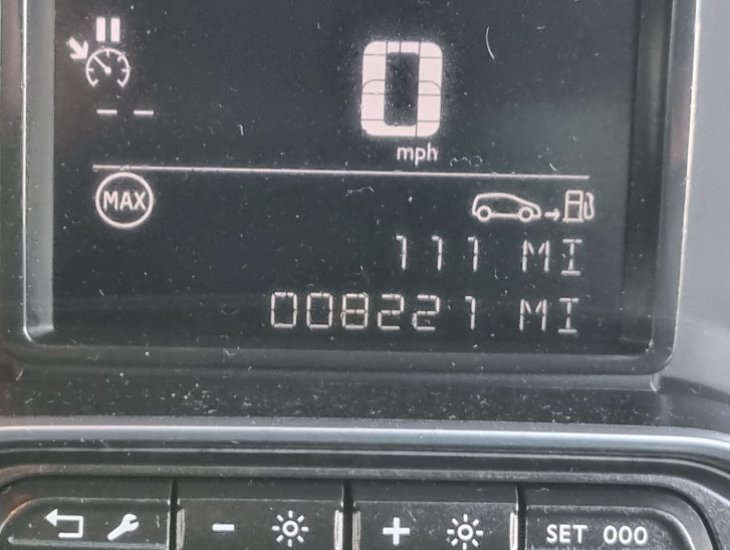 -- 
0
mph
MAX
111 MI
008221 MI
-
+
SET 000